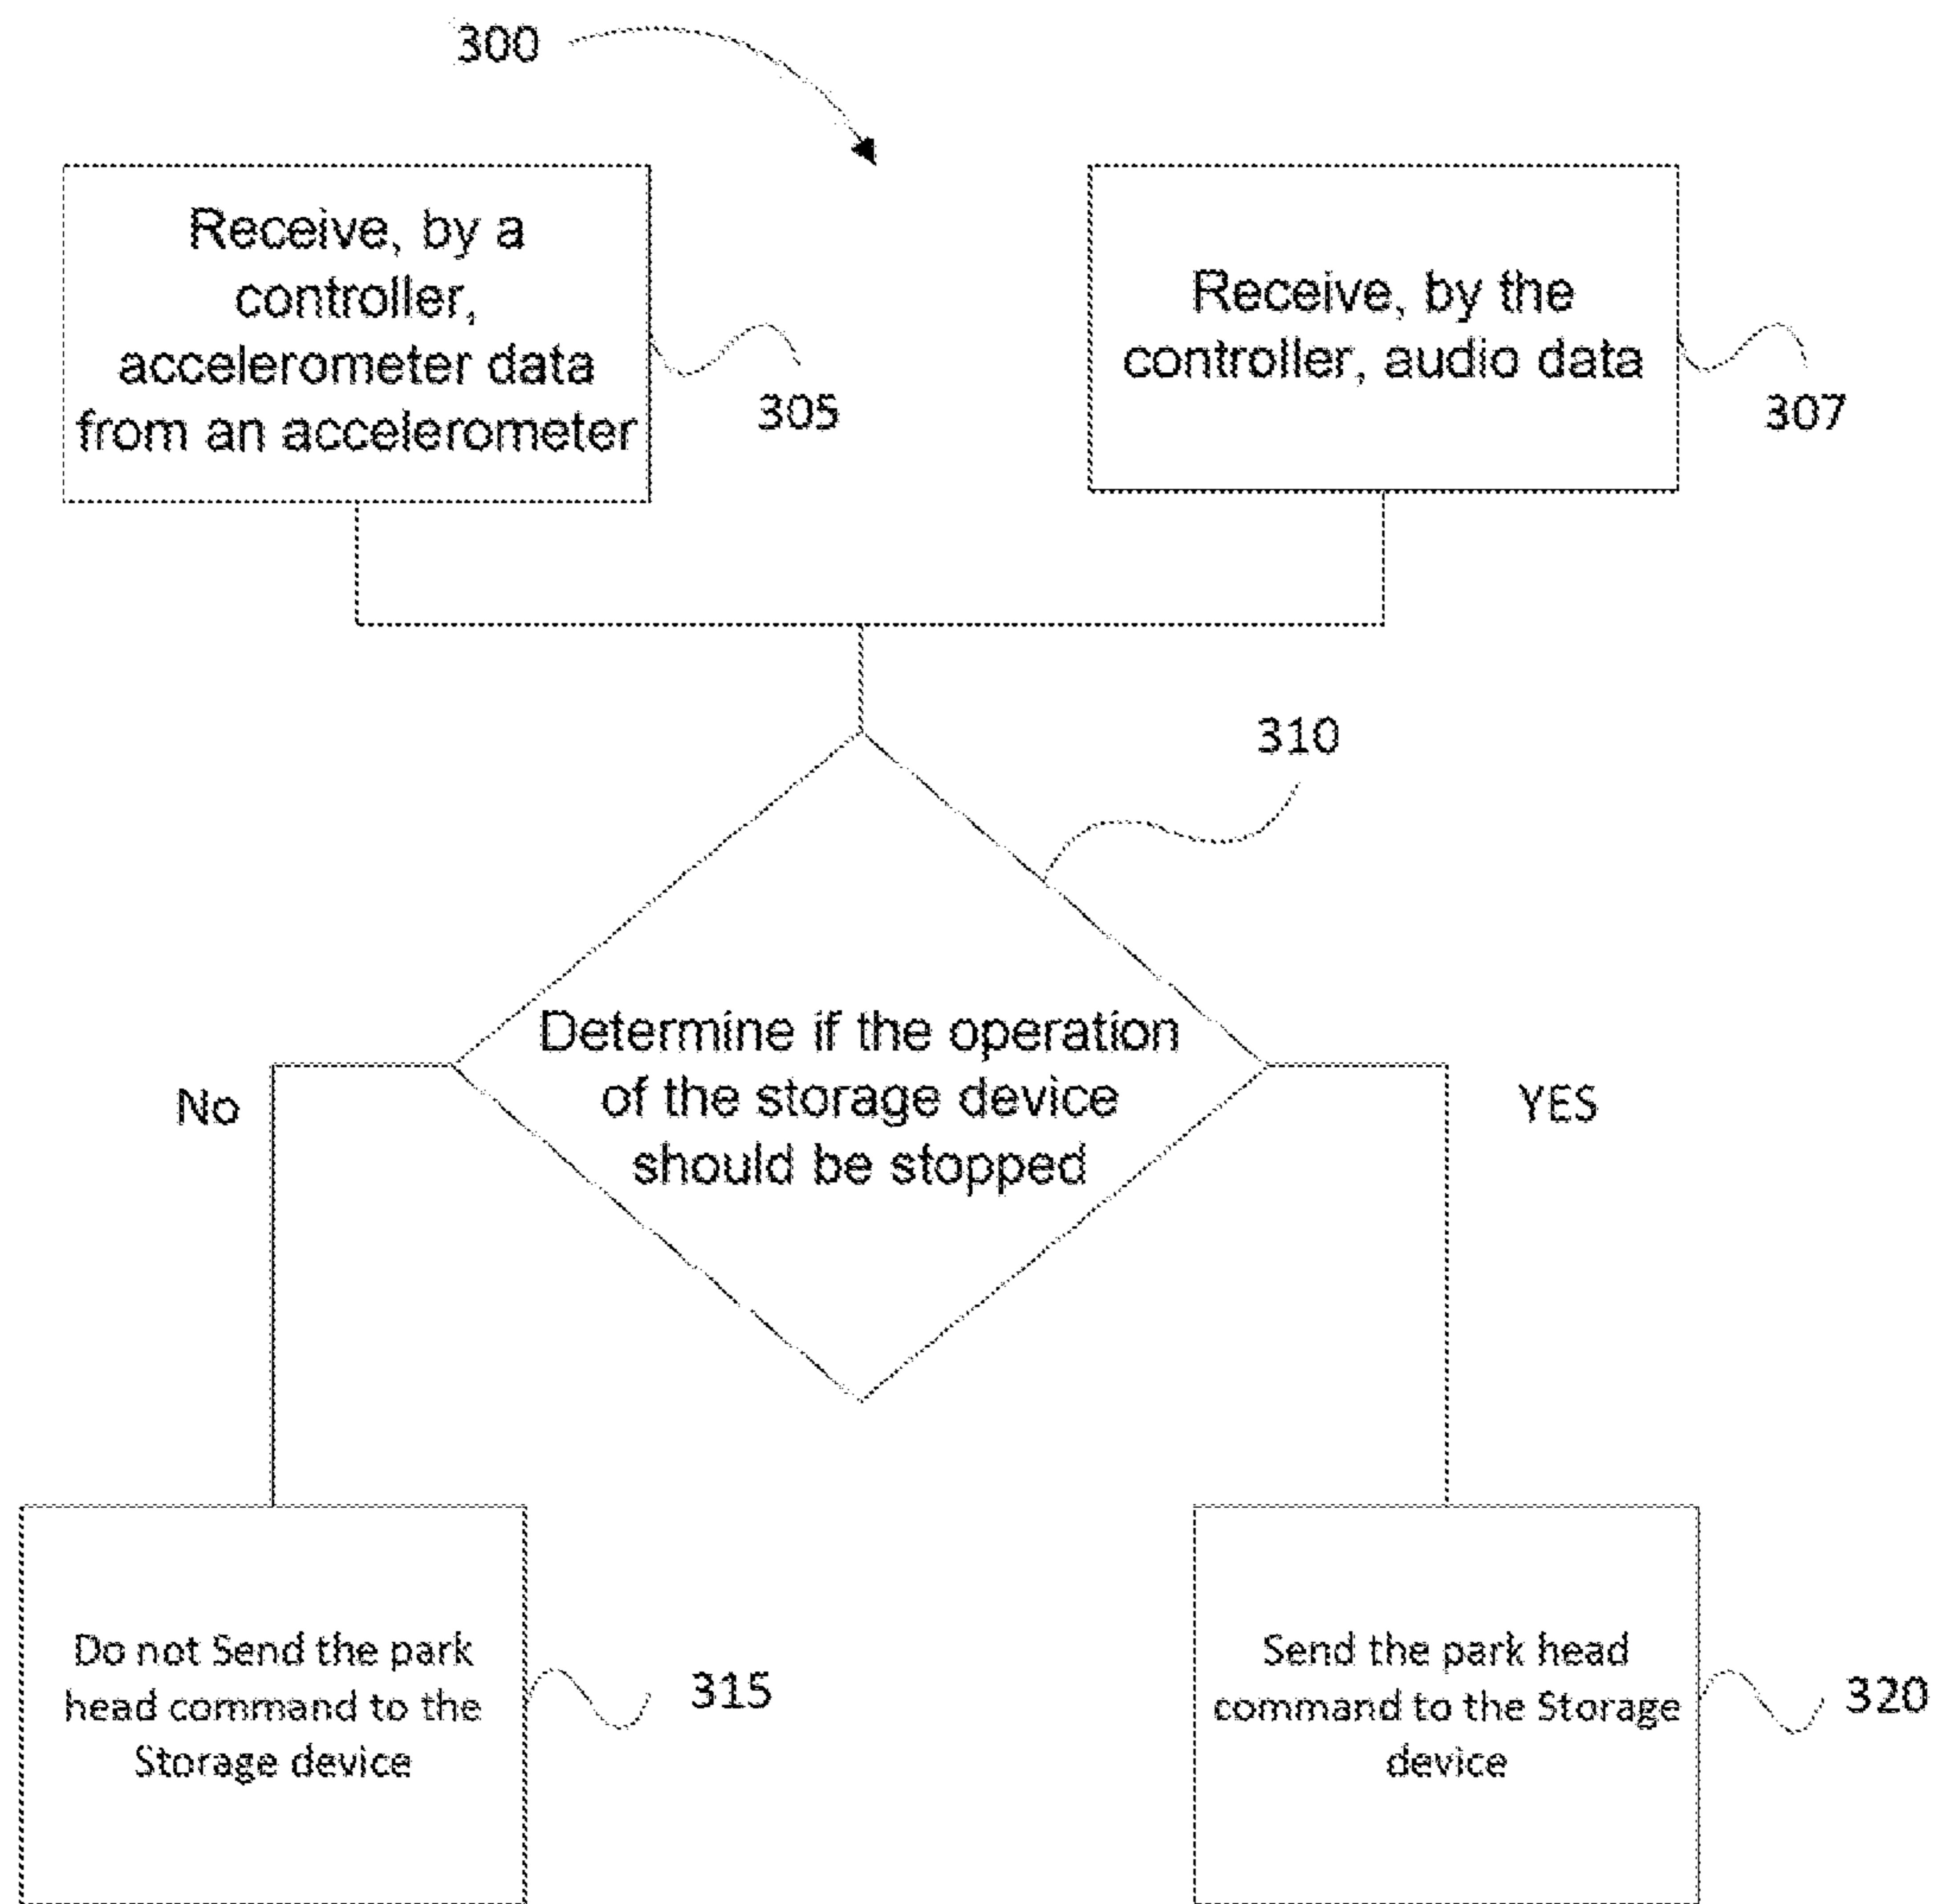 300
Receive, by a
controller,
accelerometer data
from an accelerometer
305
Receive, by the
controller, audio data
307
310
Determine if the operation
of the storage device
should be stopped
No
YES
Do not Send the park
head command to the
Storage device
315
Send the park head
command to the Storage
device
320